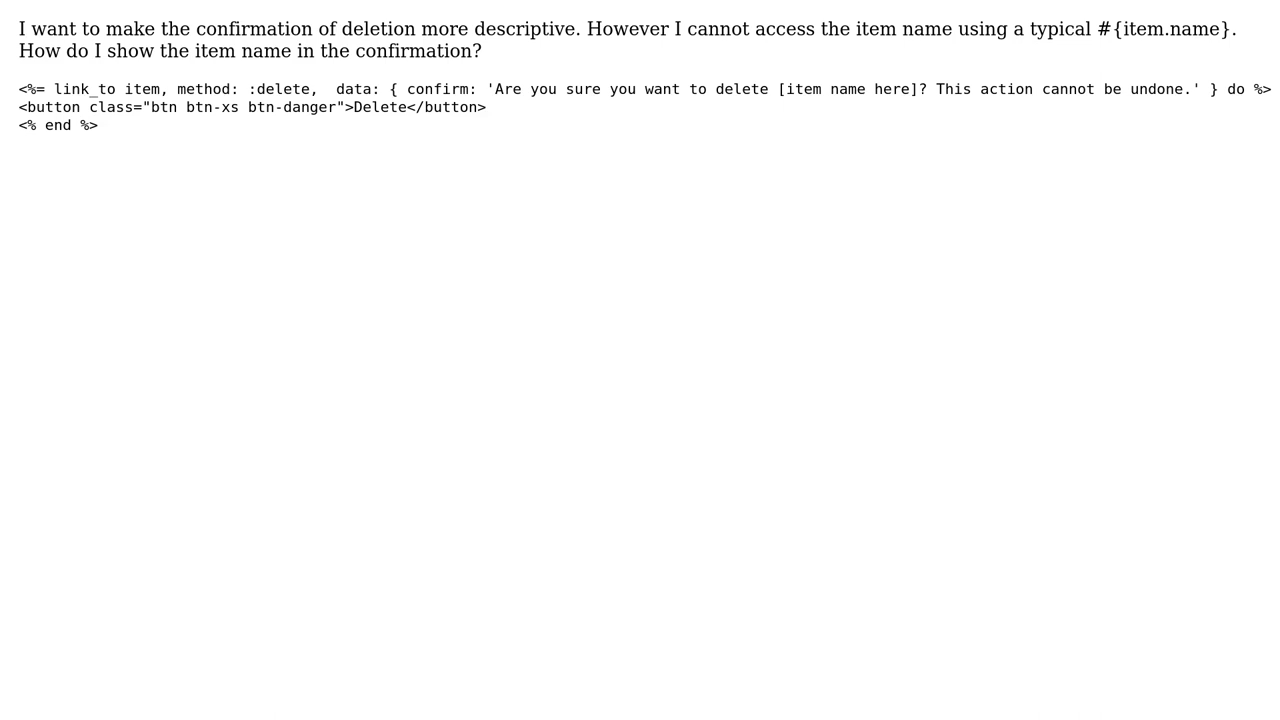 I want to make the confirmation of deletion more descriptive. However I cannot access the item name using a typical #{item.name}.
How do I show the item name in the confirmation?
<%= link_to item, method: :delete,  data: { confirm: 'Are you sure you want to delete [item name here]? This action cannot be undone.' } do %>
<button class="btn btn-xs btn-danger">Delete</button>
<% end %>